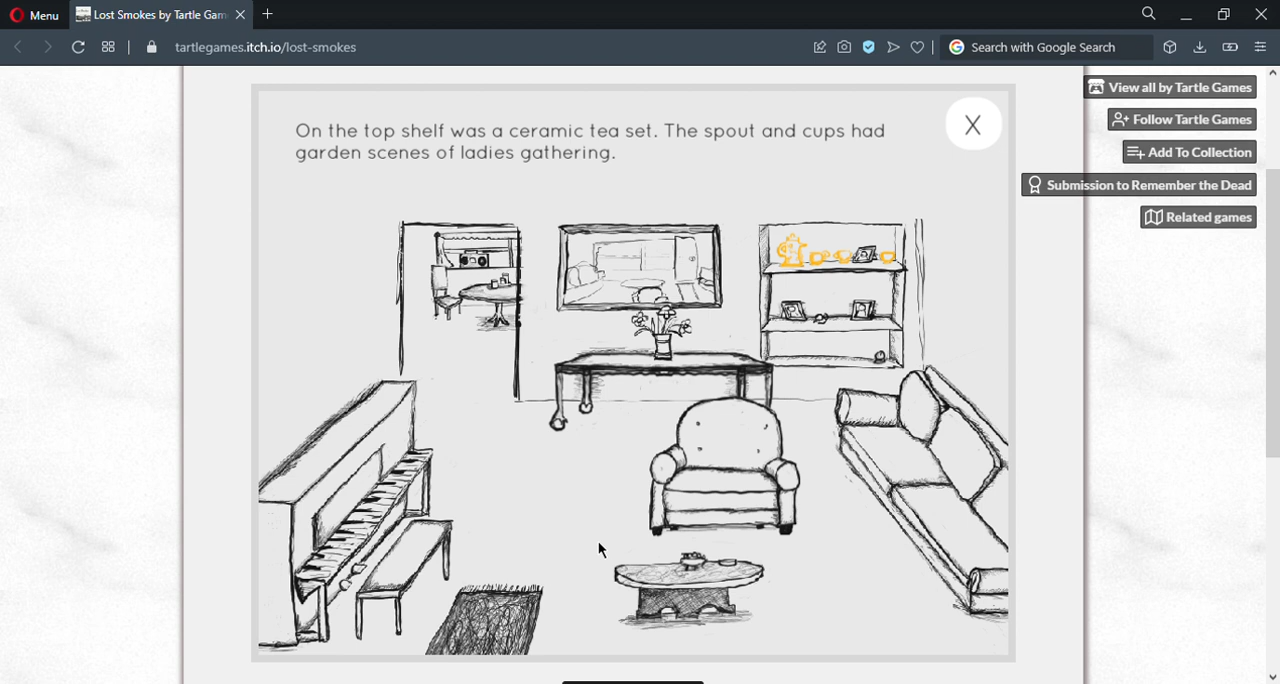 Menu
Lost Smokes by Tartle Gam
tartlegames.itch.io/lost-smokes
Search with Google Search
On the top shelf was a ceramic tea set. The spout and cups had
garden scenes of ladies gathering.
X
View all by Tartle Games
Follow Tartle Games
Add To Collection
Submission to Remember the Dead
Related games